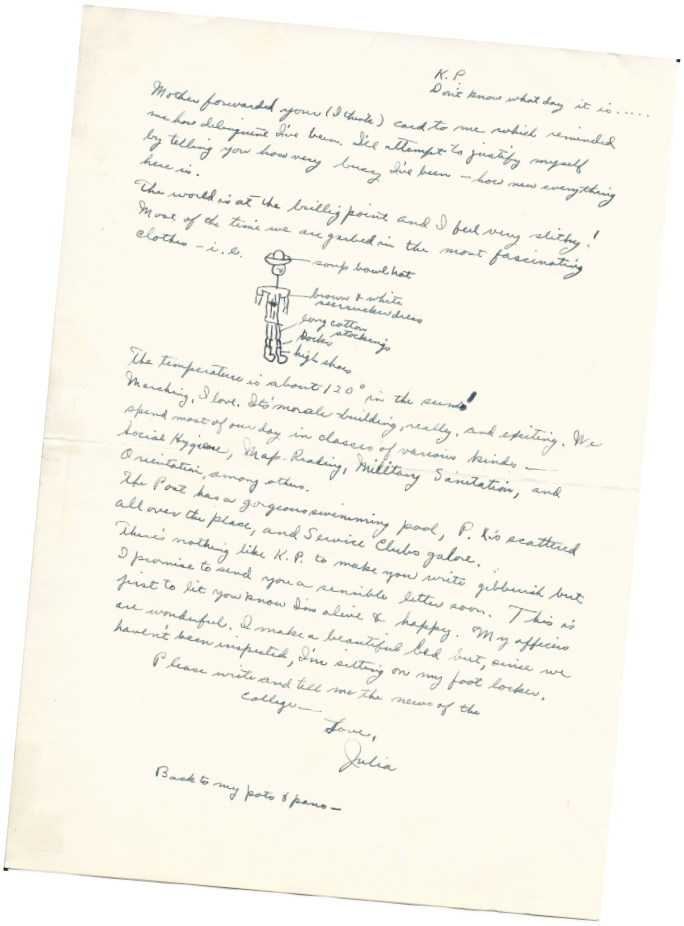 K.P.
Don't know what day it is.....
Mother forwarded your (I think) card to me which reminded
me how delinquent I've been. I'll attempt to justify myself
by telling you how very busy I've been – how new everything
here is.
The world is at the brillig point and I feel very slithy!
Most of the time we are garbed in the most fascinating
clothes – i.e.
soup bowl hat
brown & white
seersucker dress
long cotton
stockings
socks
high shoes
The temperature is about 120° in the sun!
Marching, I love. Its' morale building, really, and exciting. We
spend most of our day in classes of various kinds –
Social Hygiene, Map-Reading, Military Sanitation, and
Orientation, among others.
The Post has a gorgeous swimming pool, P.X.'s scattered
all over the place, and Service Clubs galore.
There's nothing like K.P. to make you write gibberish but
I promise to send you a sensible letter soon. This is
just to let you know I'm alive & happy. My officers
are wonderful. I make a beautiful bed but, since we
haven't been inspected, I'm sitting on my foot locker.
Please write and tell me the news of the
college –
Love,
Julia
Back to my pots & pans –